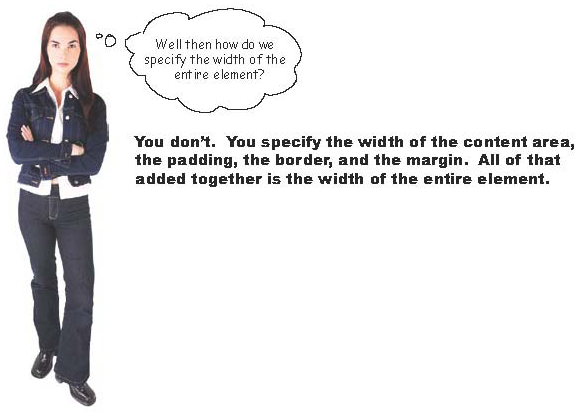 Well then how do we
specify the width of the
entire element?
You don't. You specify the width of the content area,
the padding, the border, and the margin. All of that
added together is the width of the entire element.